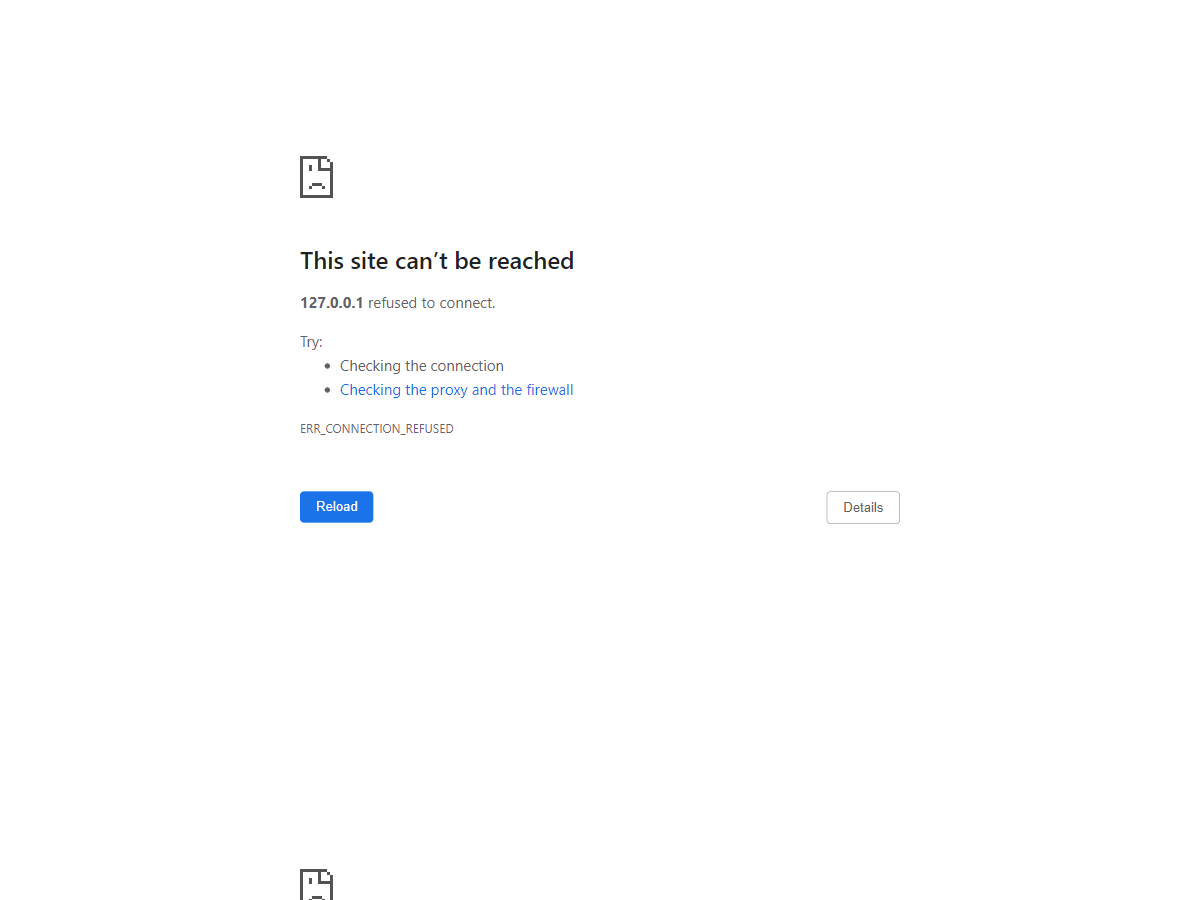 This site can’t be reached
127.0.0.1 refused to connect.
Try:
Checking the connection
Checking the proxy and the firewall
ERR_CONNECTION_REFUSED
Reload
Details